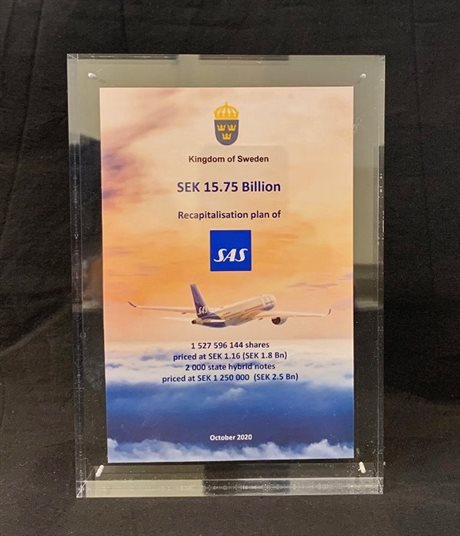 Kingdom of Sweden
SEK 15.75 Billion
Recapitalisation plan of
SAS
SAS
1 527 596 144 shares
priced at SEK 1.16 (SEK 1.8 Bn)
2 000 state hybrid notes
priced at SEK 1 250 000 (SEK 2.5 Bn)
October 2020